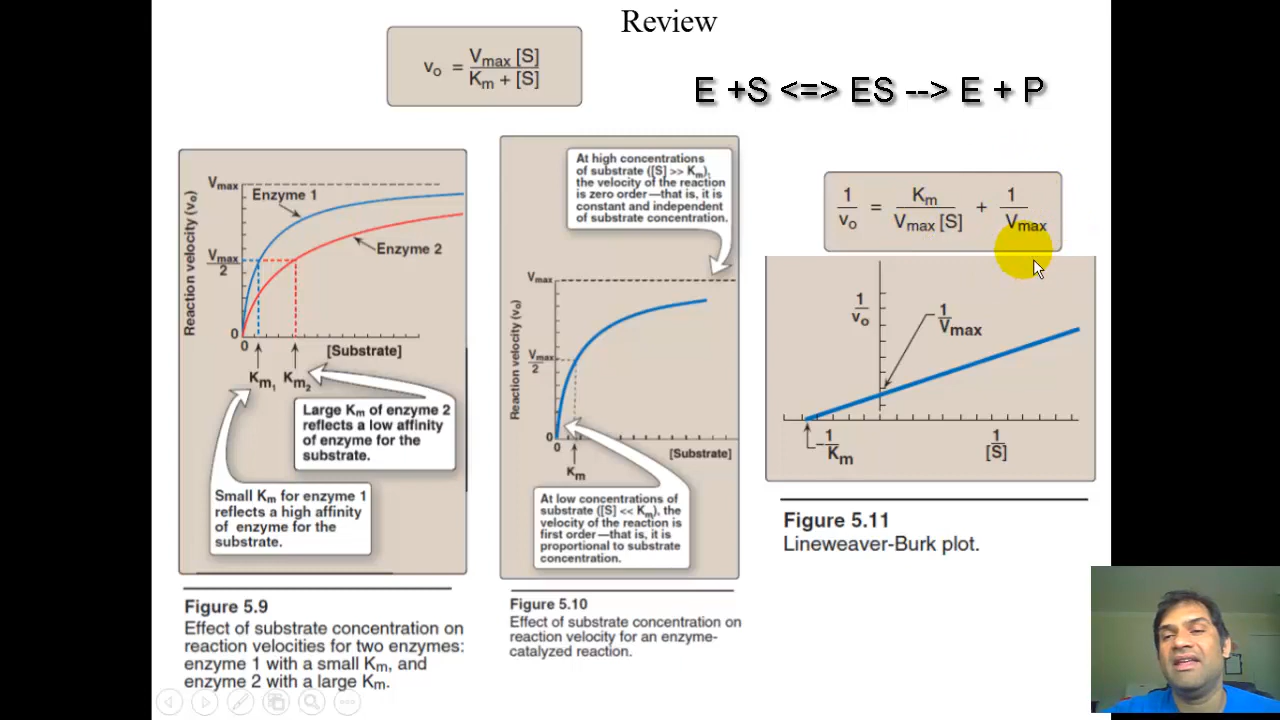 Review
v₀ = Vmax [S] / Km + [S]
E +S <=> ES --> E + P
Vmax
Enzyme 1
Enzyme 2
Vmax
2
Reaction velocity (v₀)
0
0
[Substrate]
Km₁ Km₂
Large Km of enzyme 2
reflects a low affinity
of enzyme for the
substrate.
Small Km for enzyme 1
reflects a high affinity
of enzyme for the
substrate.
Figure 5.9
Effect of substrate concentration on
reaction velocities for two enzymes:
enzyme 1 with a small Km, and
enzyme 2 with a large Km.
At high concentrations
of substrate ([S] >> Km),
the velocity of the reaction
is zero order—that is, it is
constant and independent
of substrate concentration.
Vmax
Vmax
2
Reaction velocity (v₀)
0
0
[Substrate]
Km
At low concentrations of
substrate ([S] << Km), the
velocity of the reaction is
first order—that is, it is
proportional to substrate
concentration.
Figure 5.10
Effect of substrate concentration on
reaction velocity for an enzyme-
catalyzed reaction.
1 / v₀ = Km / Vmax [S] + 1 / Vmax
1 / v₀
1 / Vmax
– 1 / Km
1 / [S]
Figure 5.11
Lineweaver-Burk plot.